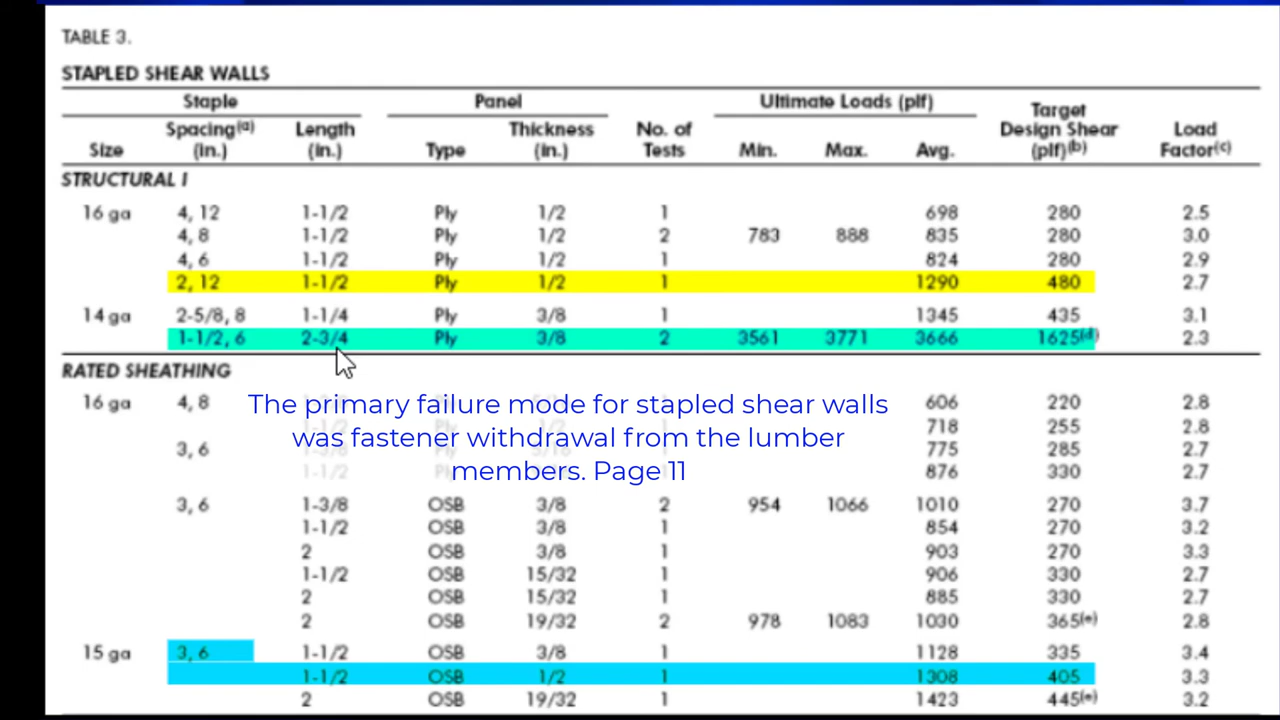 TABLE 3.
STAPLED SHEAR WALLS
Staple Panel Ultimate Loads (plf) Target
Spacing(a) Length Thickness No. of Design Shear Load
Size (in.) (in.) Type (in.) Tests Min. Max. Avg. (plf)(b) Factor(c)
STRUCTURAL I
16 ga 4, 12 1-1/2 Ply 1/2 1 698 280 2.5
4, 8 1-1/2 Ply 1/2 2 783 888 835 280 3.0
4, 6 1-1/2 Ply 1/2 1 824 280 2.9
2, 12 1-1/2 Ply 1/2 1 1290 480 2.7
14 ga 2-5/8, 8 1-1/4 Ply 3/8 1 1345 435 3.1
1-1/2, 6 2-3/4 Ply 3/8 2 3561 3771 3666 1625(d) 2.3
RATED SHEATHING
16 ga 4, 8 606 220 2.8
718 255 2.8
3, 6 775 285 2.7
1-1/2 Ply 876 330 2.7
The primary failure mode for stapled shear walls
was fastener withdrawal from the lumber
members. Page 11
3, 6 1-3/8 OSB 3/8 2 954 1066 1010 270 3.7
1-1/2 OSB 3/8 1 854 270 3.2
2 OSB 3/8 1 903 270 3.3
1-1/2 OSB 15/32 1 906 330 2.7
2 OSB 15/32 1 885 330 2.7
2 OSB 19/32 2 978 1083 1030 365(e) 2.8
15 ga 3, 6 1-1/2 OSB 3/8 1 1128 335 3.4
1-1/2 OSB 1/2 1 1308 405 3.3
2 OSB 19/32 1 1423 445(e) 3.2